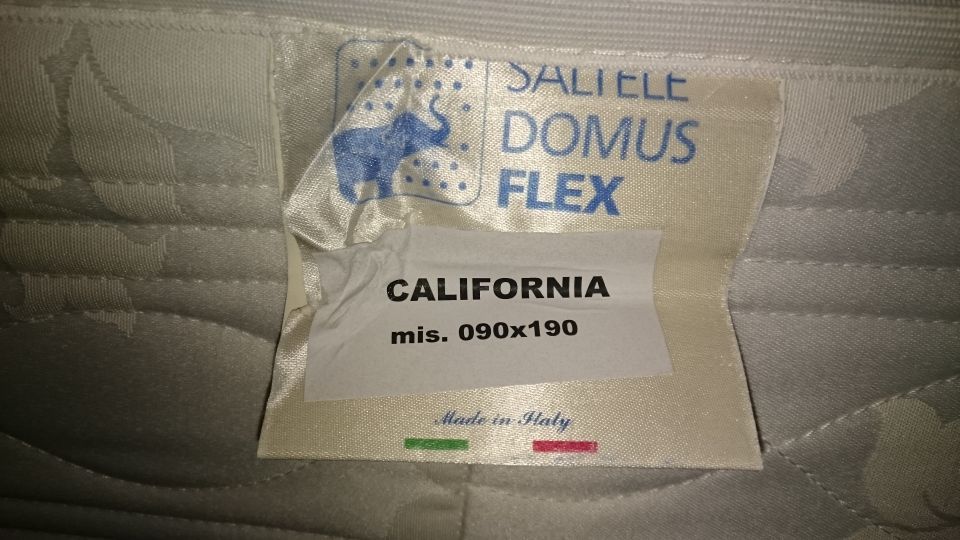 SALTELE
DOMUS
FLEX
CALIFORNIA
mis. 090x190
Made in Italy